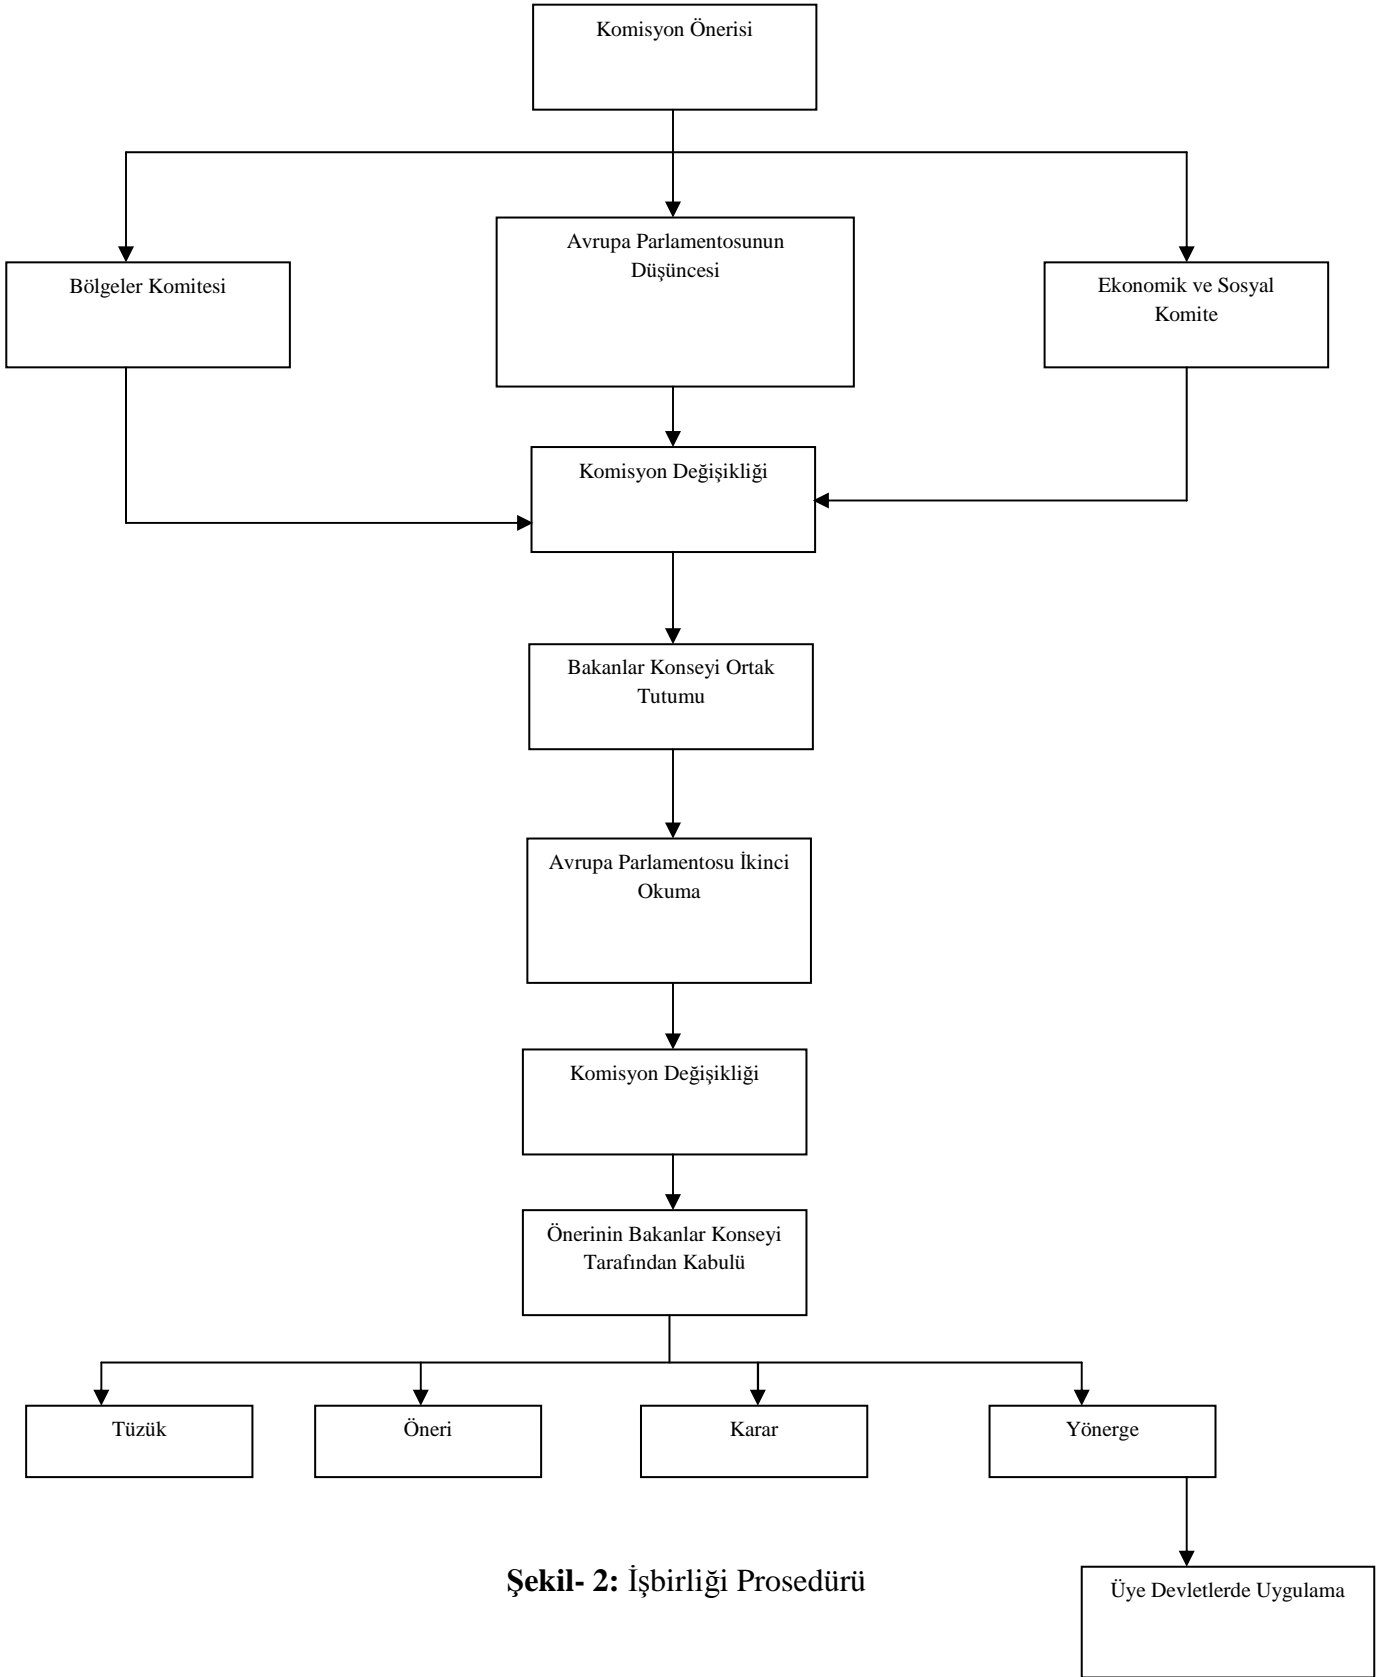 Komisyon Önerisi
Avrupa Parlamentosunun
Düşüncesi
Bölgeler Komitesi
Ekonomik ve Sosyal
Komite
Komisyon Değişikliği
Bakanlar Konseyi Ortak
Tutumu
Avrupa Parlamentosu İkinci
Okuma
Komisyon Değişikliği
Önerinin Bakanlar Konseyi
Tarafından Kabulü
Tüzük
Öneri
Karar
Yönerge
Şekil- 2: İşbirliği Prosedürü
Üye Devletlerde Uygulama